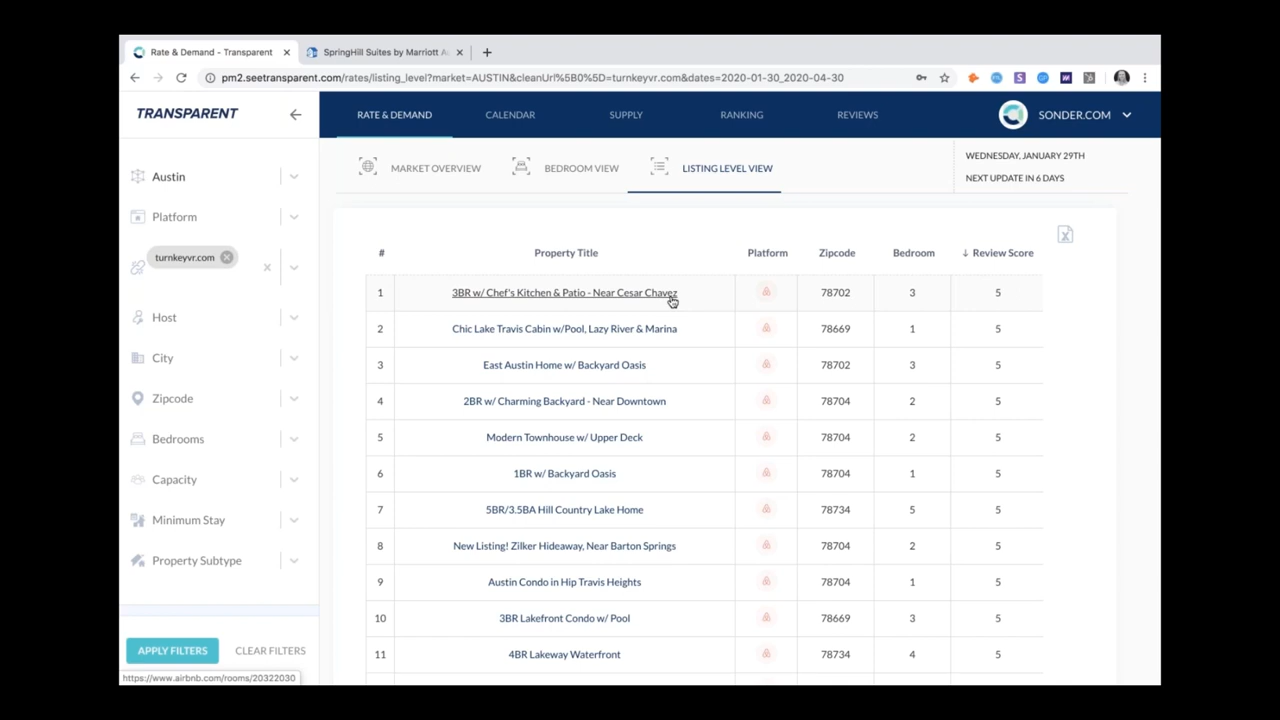 Rate & Demand - Transparent
SpringHill Suites by Marriott
pm2.seetransparent.com/rates/listing_level?market=AUSTIN&cleanUrl%5B0%5D=turnkeyvr.com&dates=2020-01-30_2020-04-30
TRANSPARENT
RATE & DEMAND
CALENDAR
SUPPLY
RANKING
REVIEWS
SONDER.COM
MARKET OVERVIEW
BEDROOM VIEW
LISTING LEVEL VIEW
WEDNESDAY, JANUARY 29TH
NEXT UPDATE IN 6 DAYS
Austin
Platform
turnkeyvr.com
Host
City
Zipcode
Bedrooms
Capacity
Minimum Stay
Property Subtype
APPLY FILTERS CLEAR FILTERS
https://www.airbnb.com/rooms/20322030
# Property Title Platform Zipcode Bedroom ↓ Review Score
1 3BR w/ Chef's Kitchen & Patio - Near Cesar Chavez 78702 3 5
2 Chic Lake Travis Cabin w/Pool, Lazy River & Marina 78669 1 5
3 East Austin Home w/ Backyard Oasis 78702 3 5
4 2BR w/ Charming Backyard - Near Downtown 78704 2 5
5 Modern Townhouse w/ Upper Deck 78704 2 5
6 1BR w/ Backyard Oasis 78704 1 5
7 5BR/3.5BA Hill Country Lake Home 78734 5 5
8 New Listing! Zilker Hideaway, Near Barton Springs 78704 2 5
9 Austin Condo in Hip Travis Heights 78704 1 5
10 3BR Lakefront Condo w/ Pool 78669 3 5
11 4BR Lakeway Waterfront 78734 4 5